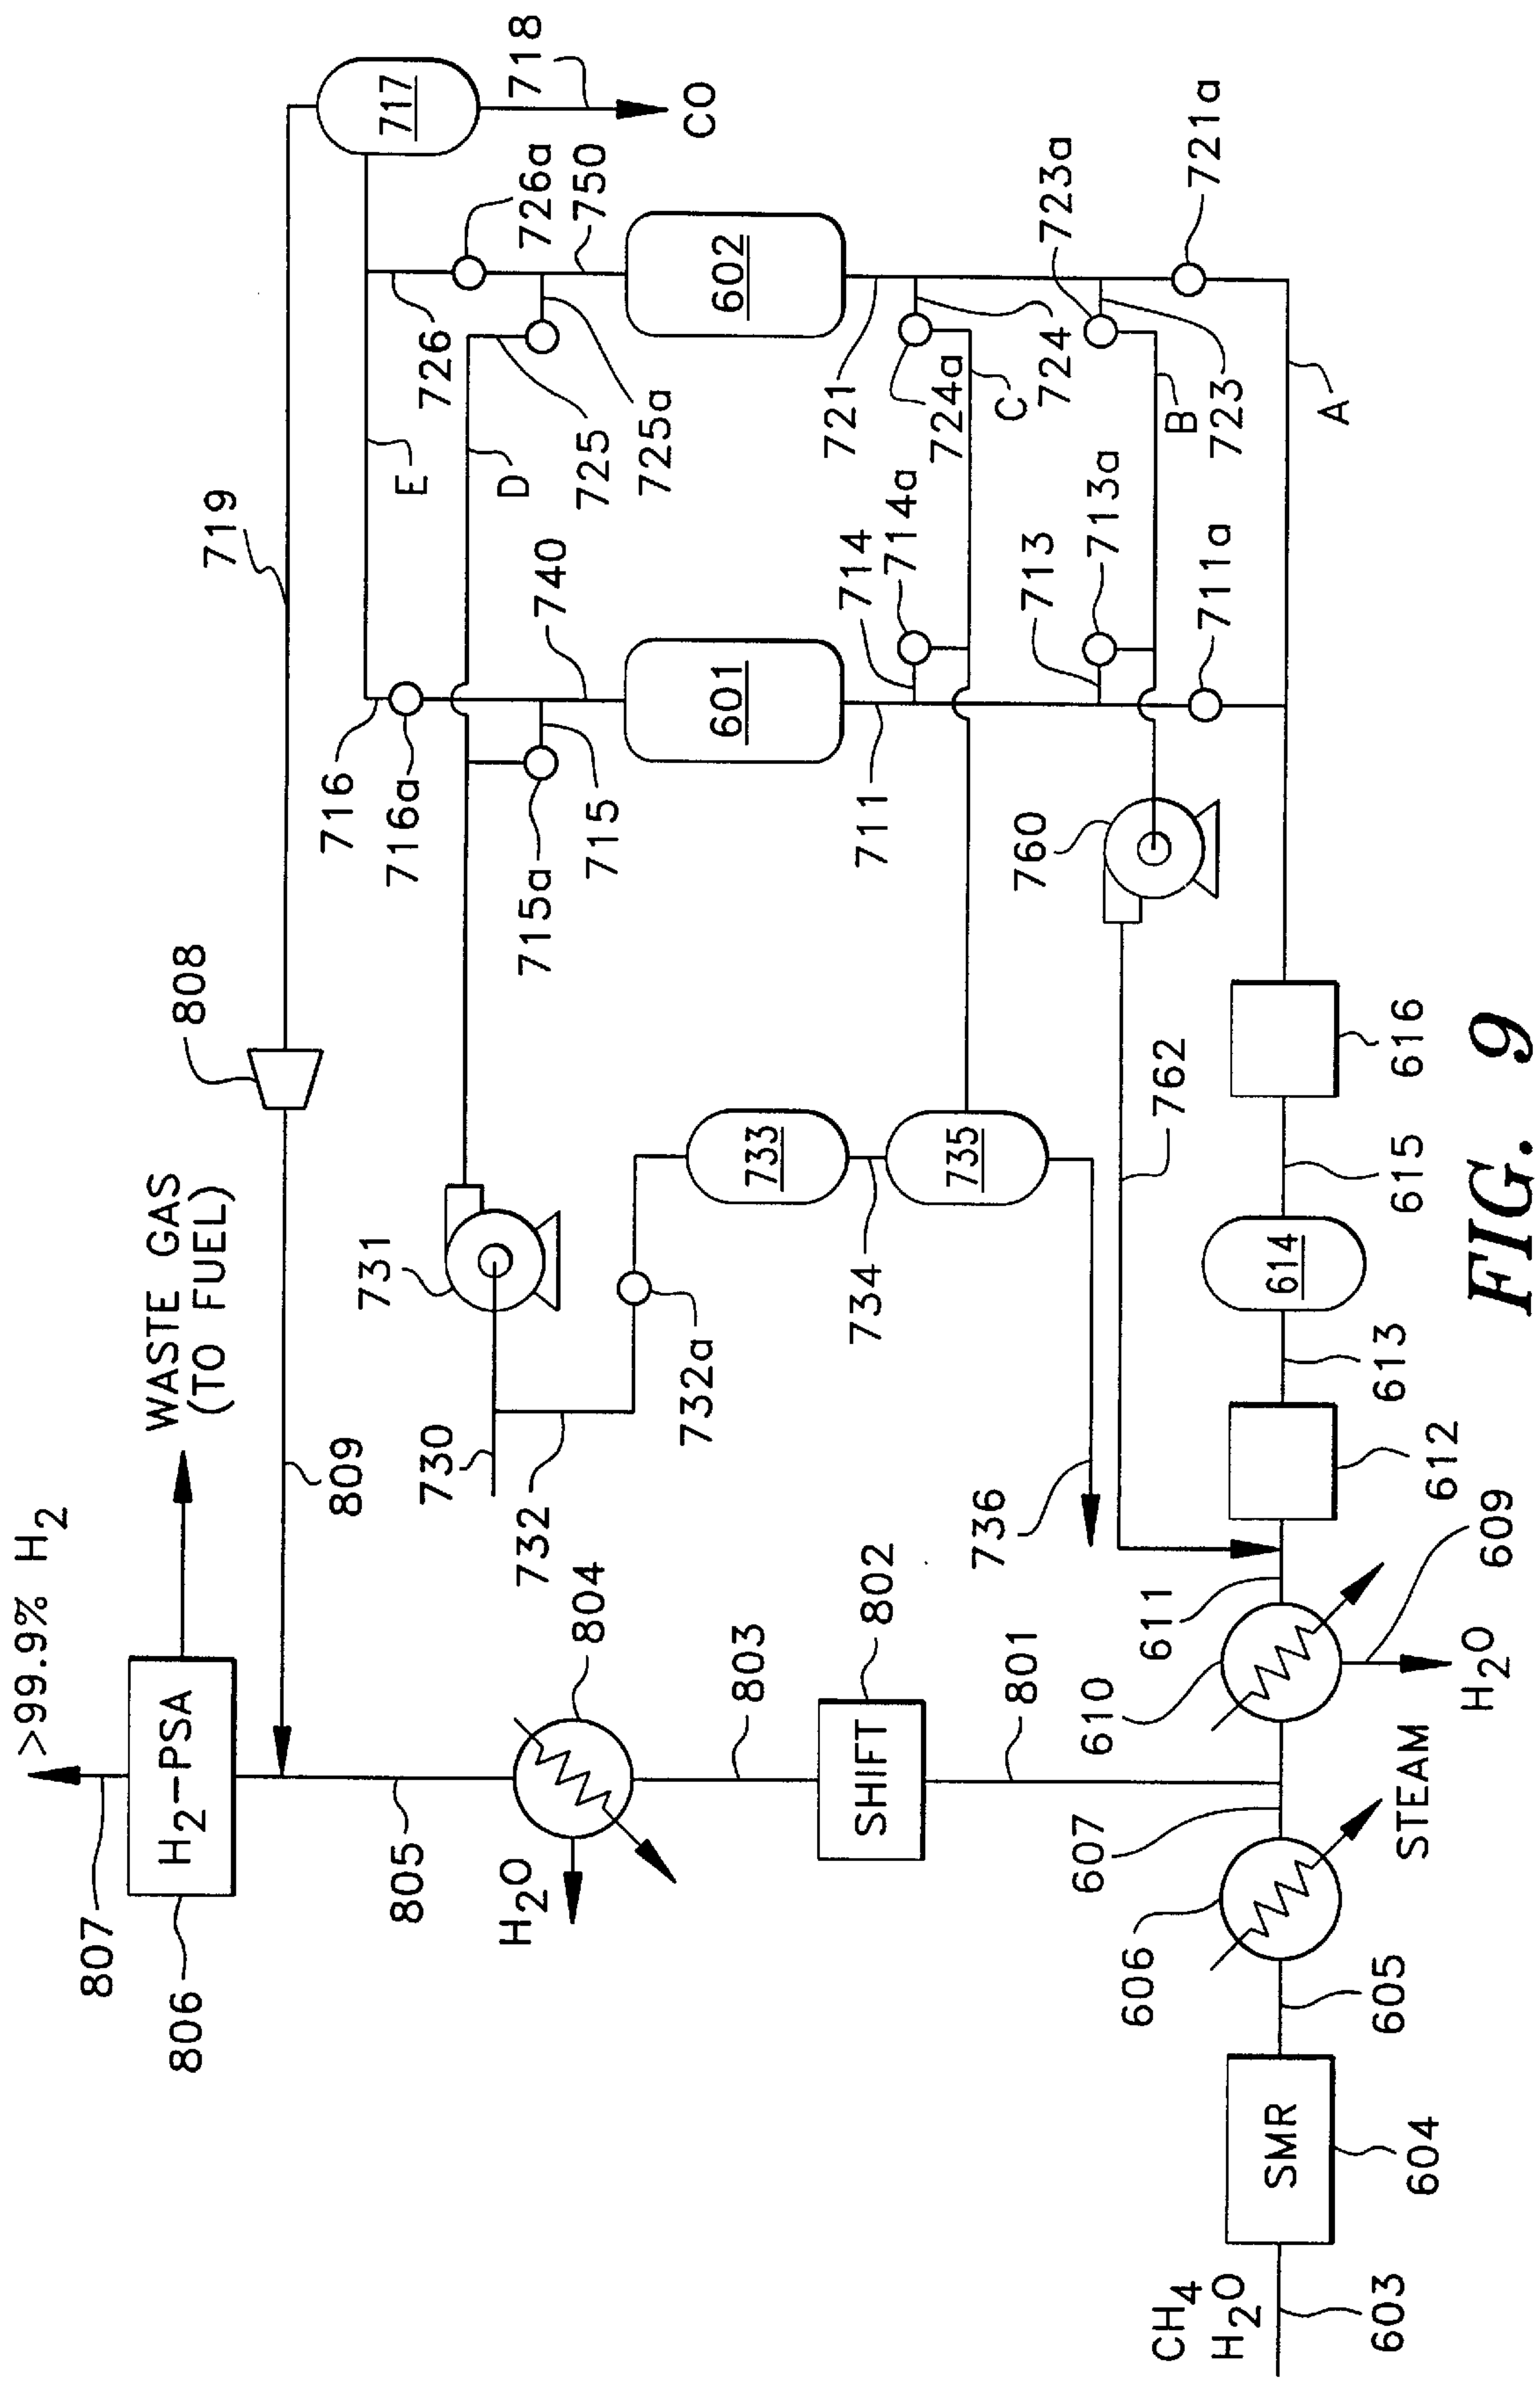 >99.9% H2
807
H2-PSA
806
WASTE GAS
(TO FUEL)
805
809
808
719
H2O
804
803
SHIFT
802
801
730
731
732
732a
733
734
735
736
762
760
716
716a
715a
715
740
601
711
714
714a
713
713a
711a
E
D
726
725
725a
726a
750
602
717
718
CO
721
724a
C
724
723a
B
723
721a
A
CH4
H2O
603
SMR
604
605
606
STEAM
607
610
H2O
609
611
612
613
614
615
616
FIG. 9